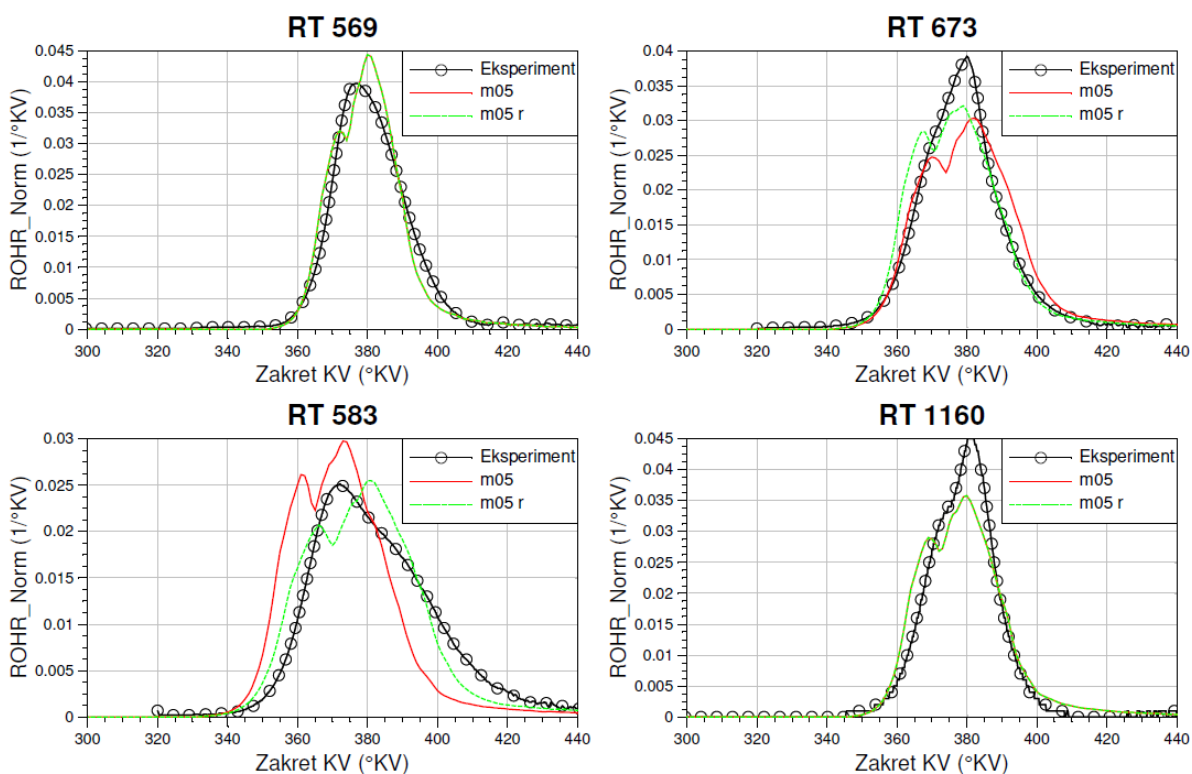 RT 569
0.045
0.04
0.035
0.03
0.025
0.02
0.015
0.01
0.005
0
300
320
340
360
380
400
420
440
ROHR_Norm (1/°KV)
Zakret KV (°KV)
Eksperiment
m05
m05 r
RT 673
0.04
0.035
0.03
0.025
0.02
0.015
0.01
0.005
0
300
320
340
360
380
400
420
440
ROHR_Norm (1/°KV)
Zakret KV (°KV)
Eksperiment
m05
m05 r
RT 583
0.03
0.025
0.02
0.015
0.01
0.005
0
300
320
340
360
380
400
420
440
ROHR_Norm (1/°KV)
Zakret KV (°KV)
Eksperiment
m05
m05 r
RT 1160
0.045
0.04
0.035
0.03
0.025
0.02
0.015
0.01
0.005
0
300
320
340
360
380
400
420
440
ROHR_Norm (1/°KV)
Zakret KV (°KV)
Eksperiment
m05
m05 r